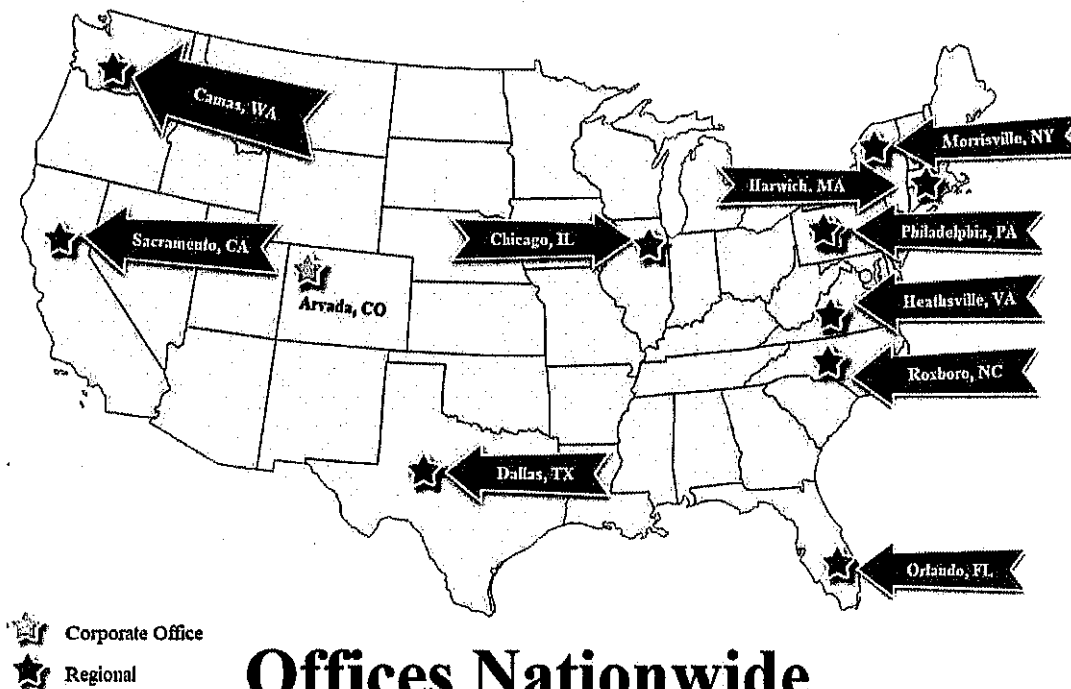 Camas, WA
Morrisville, NY
Harwich, MA
Sacramento, CA
Chicago, IL
Philadelphia, PA
Arvada, CO
Heathsville, VA
Roxboro, NC
Dallas, TX
Orlando, FL
Corporate Office
Regional
Offices Nationwide